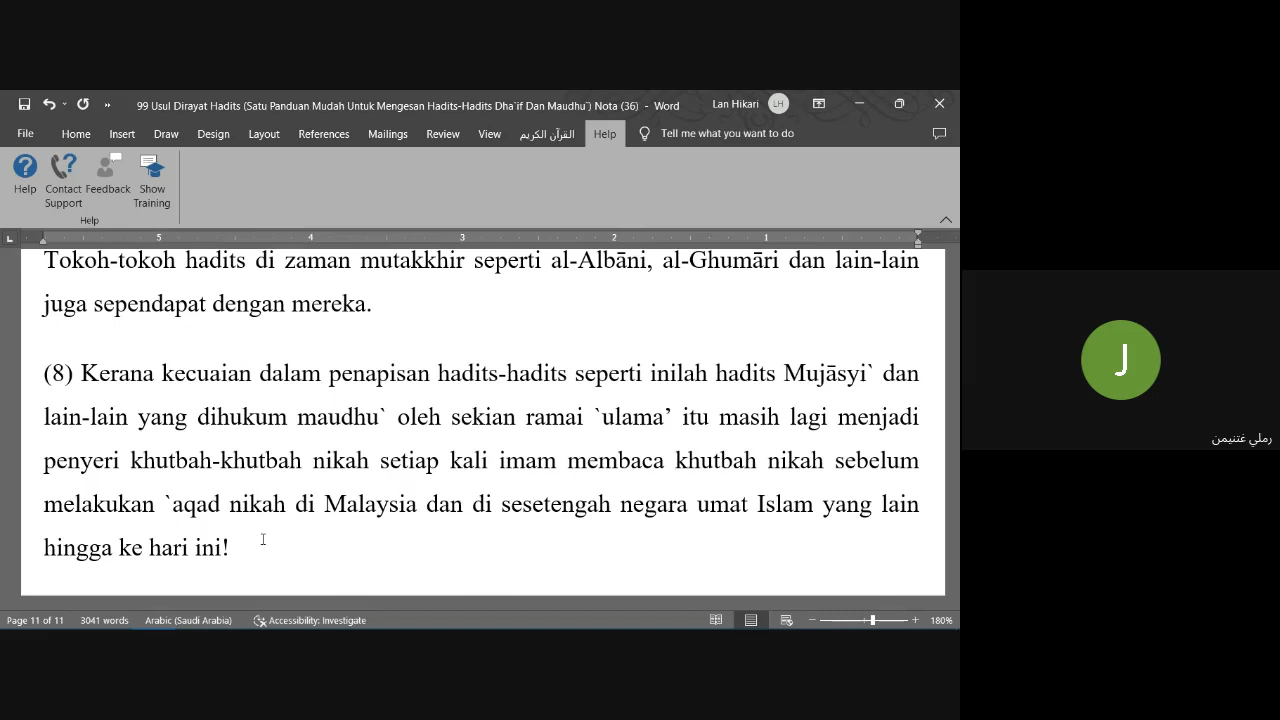 99 Usul Dirayat Hadits (Satu Panduan Mudah Untuk Mengesan Hadits-Hadits Dha`if Dan Maudhu`) Nota (36) - Word
Lan Hikari
LH
File Home Insert Draw Design Layout References Mailings Review View القرآن الكريم Help Tell me what you want to do
Help Contact Support Feedback Show Training
Help
5 4 3 2 1
Tokoh-tokoh hadits di zaman mutakkhir seperti al-Albāni, al-Ghumāri dan lain-lain
juga sependapat dengan mereka.
(8) Kerana kecuaian dalam penapisan hadits-hadits seperti inilah hadits Mujāsyi` dan
lain-lain yang dihukum maudhu` oleh sekian ramai `ulama’ itu masih lagi menjadi
penyeri khutbah-khutbah nikah setiap kali imam membaca khutbah nikah sebelum
melakukan `aqad nikah di Malaysia dan di sesetengah negara umat Islam yang lain
hingga ke hari ini!
Page 11 of 11 3041 words Arabic (Saudi Arabia) Accessibility: Investigate 180%
J
رملي غتنيمن